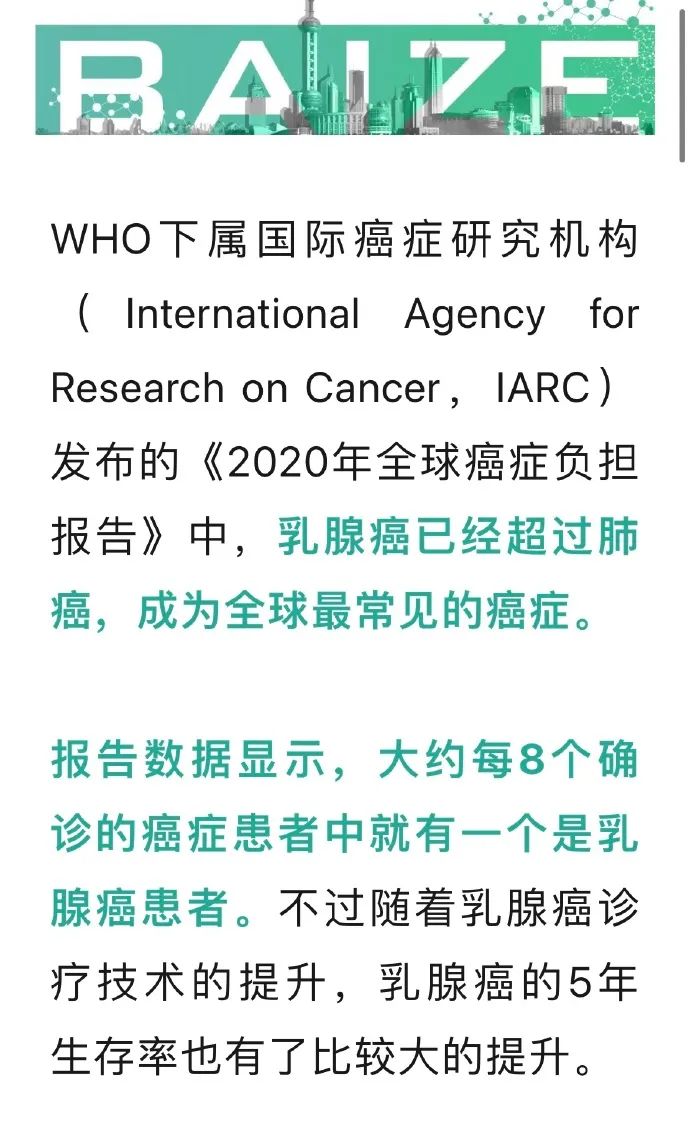 BAIZE
WHO下属国际癌症研究机构
（International Agency for
Research on Cancer，IARC）
发布的《2020年全球癌症负担
报告》中，乳腺癌已经超过肺
癌，成为全球最常见的癌症。
报告数据显示，大约每8个确
诊的癌症患者中就有一个是乳
腺癌患者。不过随着乳腺癌诊
疗技术的提升，乳腺癌的5年
生存率也有了比较大的提升。